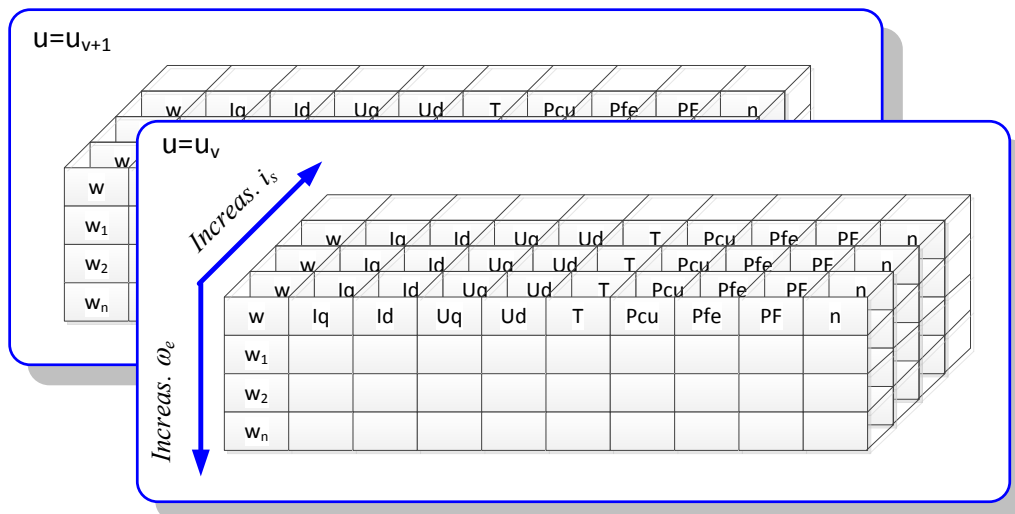 u=uᵥ₊₁
w Iq Id Uq Ud T Pcu Pfe PF n
w
w
w₁
w₂
wₙ
u=uᵥ
Increas. iₛ
Increas. ωₑ
w Iq Id Uq Ud T Pcu Pfe PF n
w Iq Id Uq Ud T Pcu Pfe PF n
w Iq Id Uq Ud T Pcu Pfe PF n
w Iq Id Uq Ud T Pcu Pfe PF n
w₁
w₂
wₙ